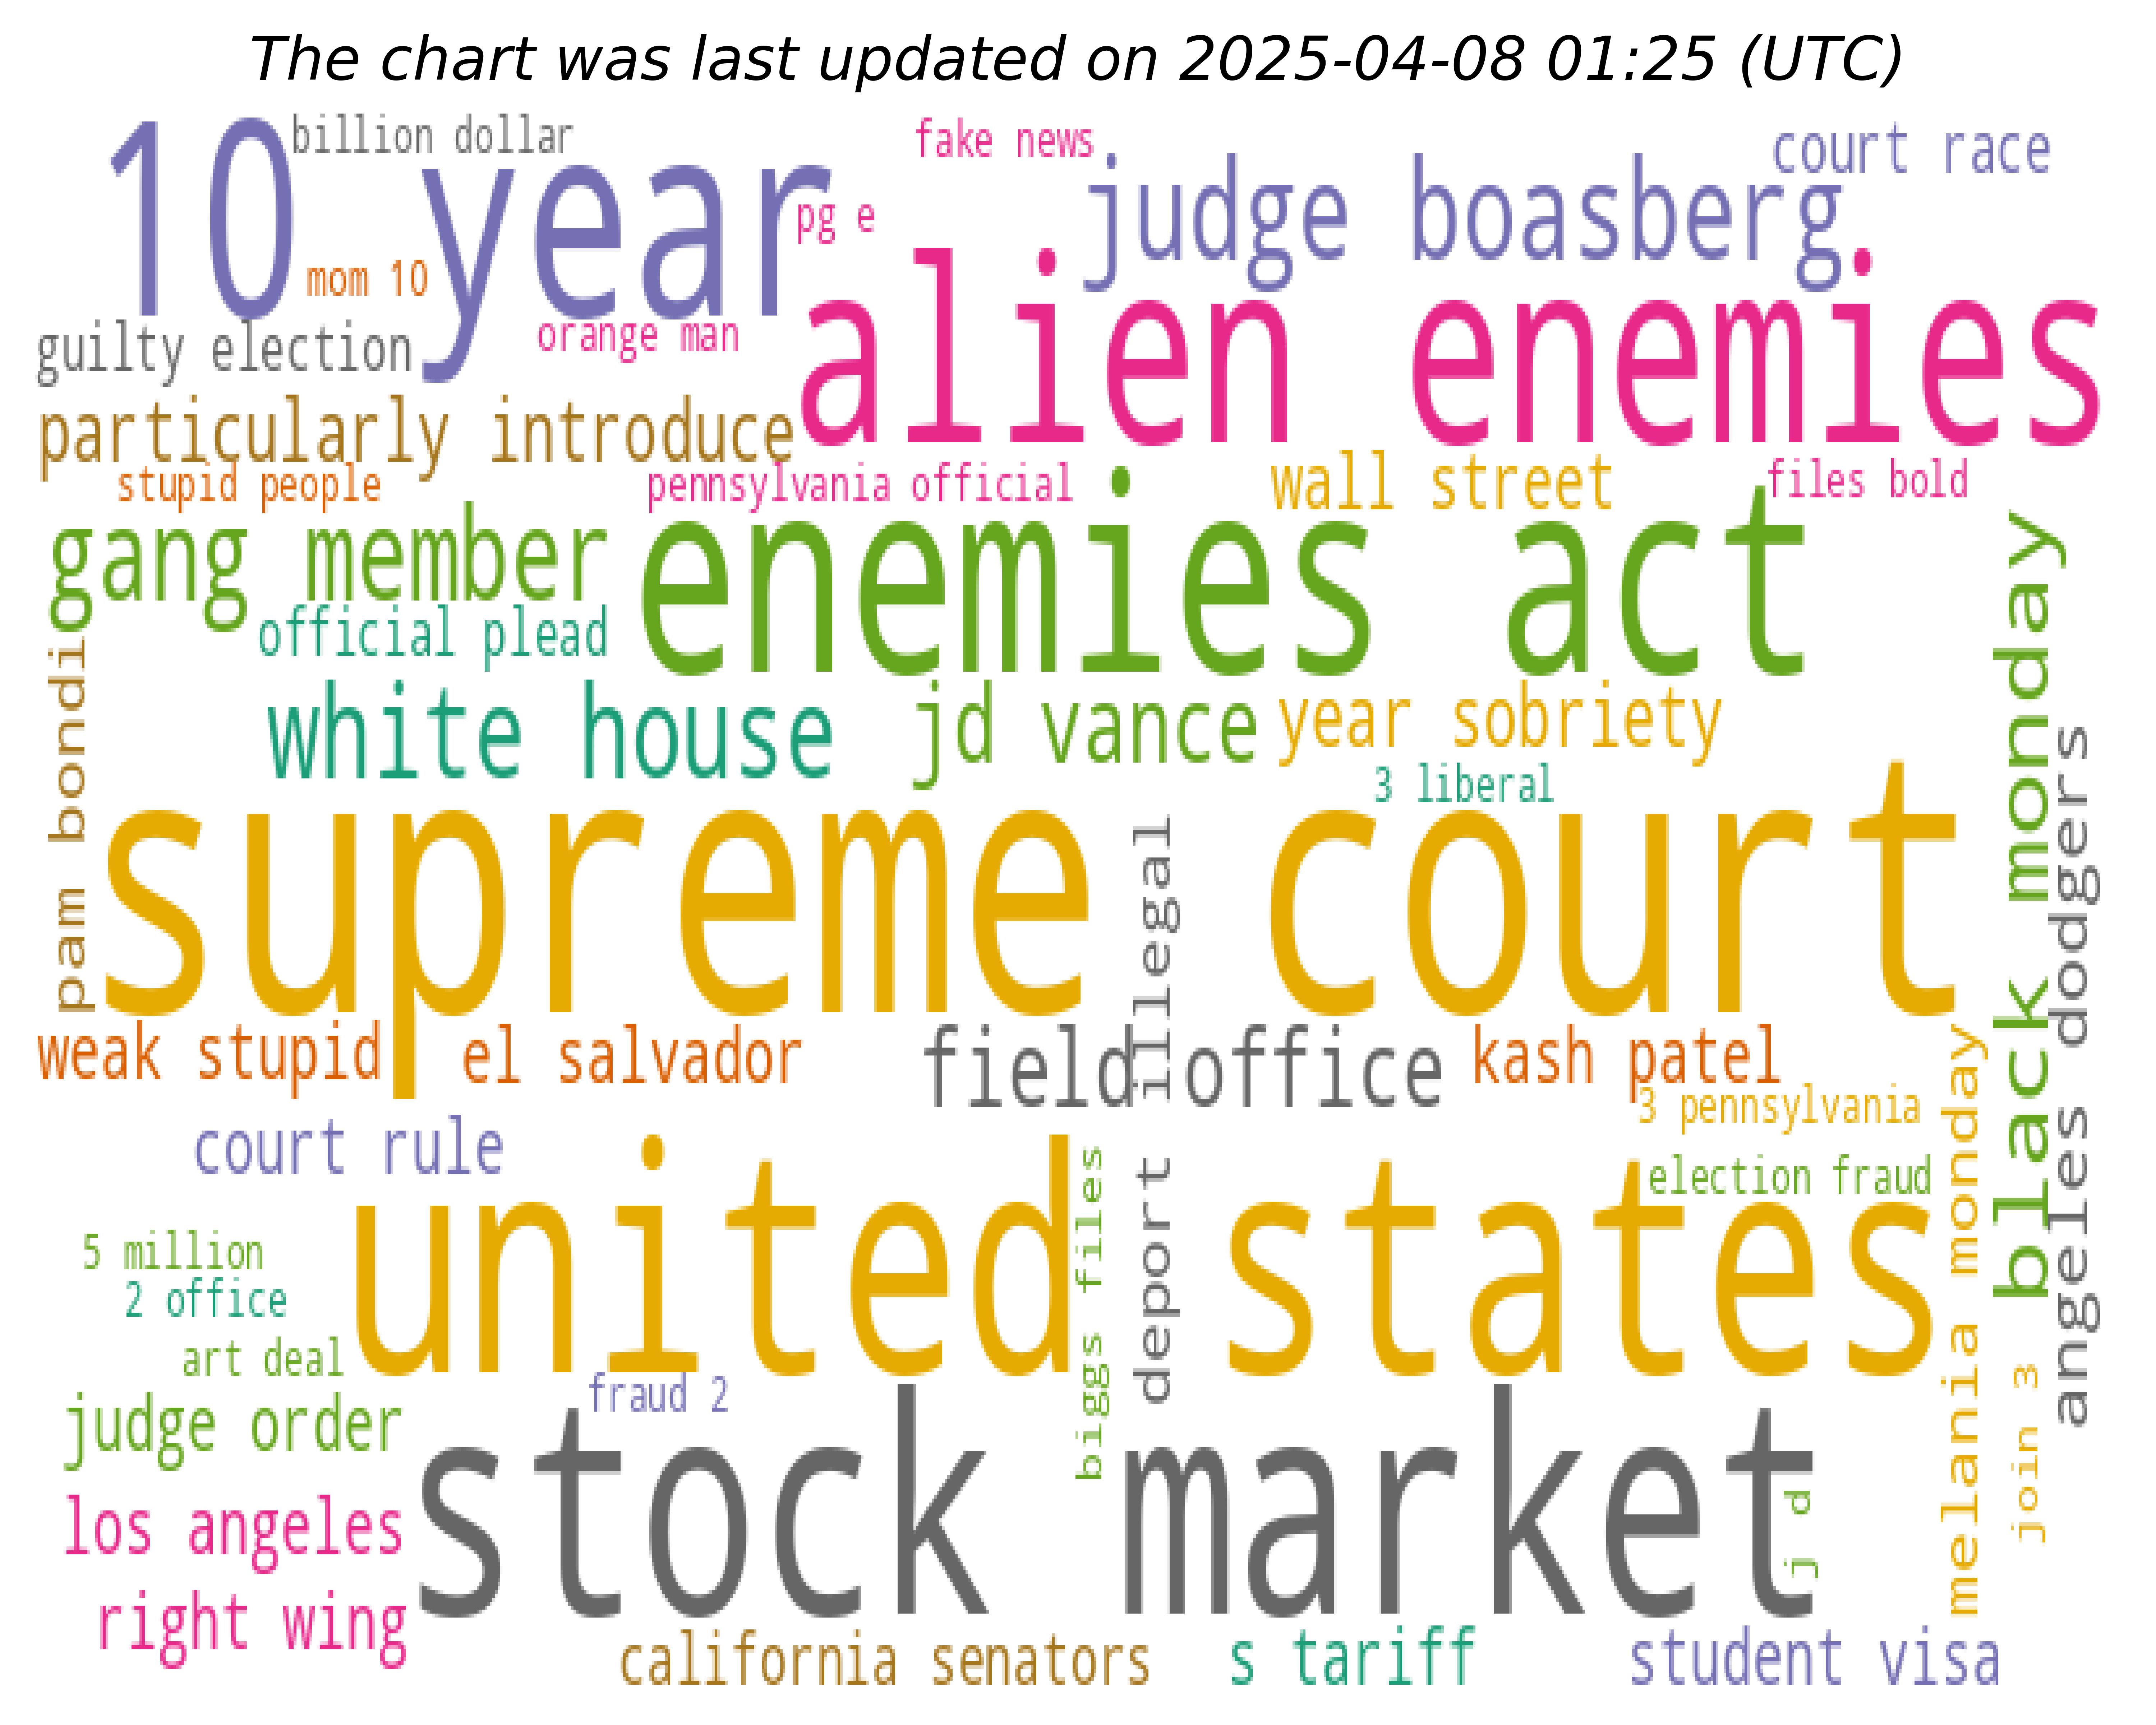 The chart was last updated on 2025-04-08 01:25 (UTC)
billion dollar
fake news
court race
10 year
judge boasberg
pg e
mom 10
alien enemies
guilty election
orange man
particularly introduce
stupid people
pennsylvania official
wall street
files bold
gang member
enemies act
official plead
pam bondi
white house
jd vance
year sobriety
3 liberal
black monday
angeles dodgers
supreme court
deport illegal
weak stupid
el salvador
field office
kash patel
3 pennsylvania
court rule
united states
election fraud
biggs files
melania monday
5 million
2 office
art deal
fraud 2
join 3
judge order
stock market
j d
los angeles
right wing
california senators
s tariff
student visa